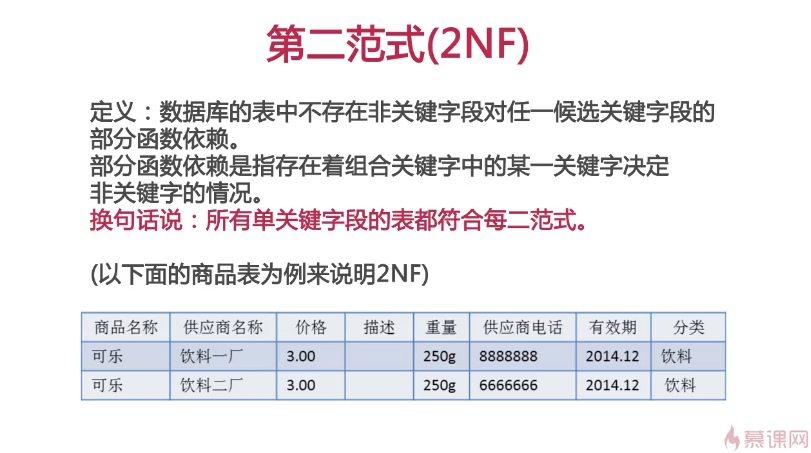 第二范式(2NF)
定义：数据库的表中不存在非关键字段对任一候选关键字段的
部分函数依赖。
部分函数依赖是指存在着组合关键字中的某一关键字决定
非关键字的情况。
换句话说：所有单关键字段的表都符合每二范式。
(以下面的商品表为例来说明2NF)
商品名称 供应商名称 价格 描述 重量 供应商电话 有效期 分类
可乐 饮料一厂 3.00 250g 8888888 2014.12 饮料
可乐 饮料二厂 3.00 250g 6666666 2014.12 饮料
慕课网